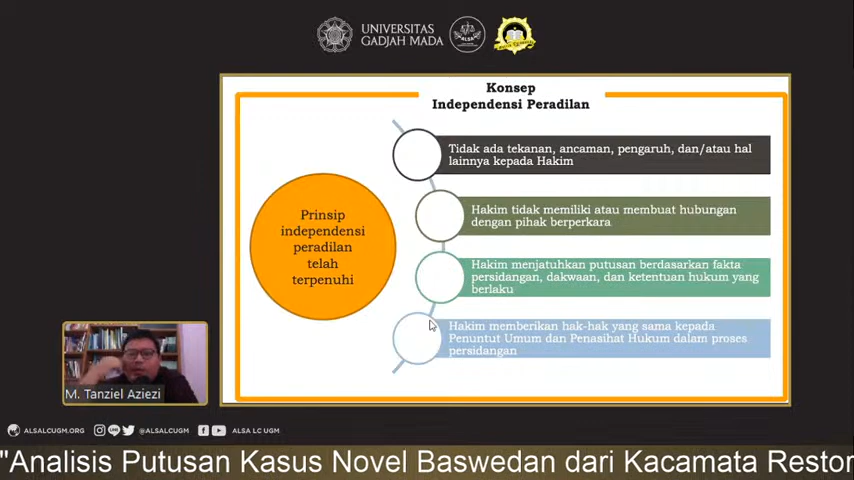 UNIVERSITAS
GADJAH MADA
ALSA
Konsep
Independensi Peradilan
Tidak ada tekanan, ancaman, pengaruh, dan/atau hal
lainnya kepada Hakim
Hakim tidak memiliki atau membuat hubungan
dengan pihak berperkara
Prinsip
independensi
peradilan
telah
terpenuhi
Hakim menjatuhkan putusan berdasarkan fakta
persidangan, dakwaan, dan ketentuan hukum yang
berlaku
Hakim memberikan hak-hak yang sama kepada
Penuntut Umum dan Penasihat Hukum dalam proses
persidangan
M. Tanziel Aziezi
ALSALCUGM.ORG
@ALSALCUGM
ALSA LC UGM
"Analisis Putusan Kasus Novel Baswedan dari Kacamata Restor